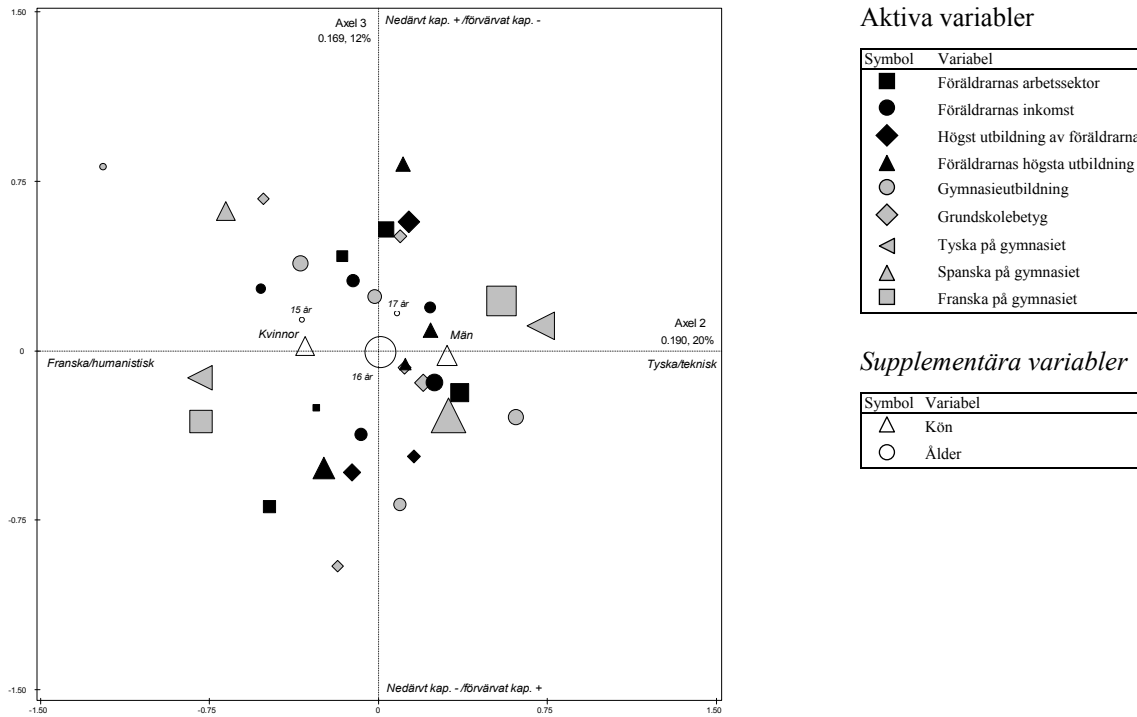 1.50
Axel 3
0.169, 12%
Nedärvt kap. + /förvärvat kap. -
0.75
15 år
17 år
Kvinnor
Män
Axel 2
0.190, 20%
0
Franska/humanistisk
Tyska/teknisk
16 år
-0.75
Nedärvt kap. - /förvärvat kap. +
-1.50
-1.50 -0.75 0 0.75 1.50
Aktiva variabler
Symbol Variabel
Föräldrarnas arbetssektor
Föräldrarnas inkomst
Högst utbildning av föräldrarna
Föräldrarnas högsta utbildning
Gymnasieutbildning
Grundskolebetyg
Tyska på gymnasiet
Spanska på gymnasiet
Franska på gymnasiet
Supplementära variabler
Symbol Variabel
Kön
Ålder